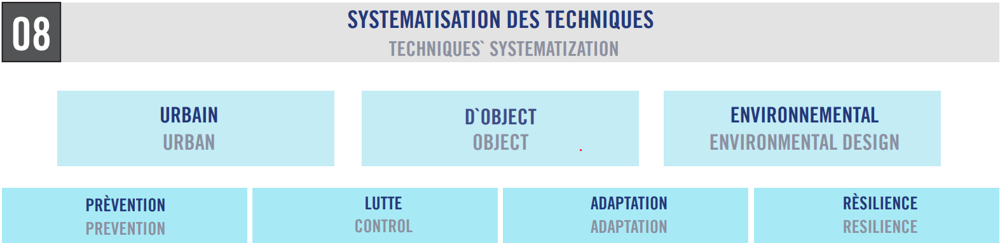 08
SYSTEMATISATION DES TECHNIQUES
TECHNIQUES` SYSTEMATIZATION
URBAIN
URBAN
D`OBJECT
OBJECT
ENVIRONNEMENTAL
ENVIRONMENTAL DESIGN
PRÈVENTION
PREVENTION
LUTTE
CONTROL
ADAPTATION
ADAPTATION
RÈSILIENCE
RESILIENCE